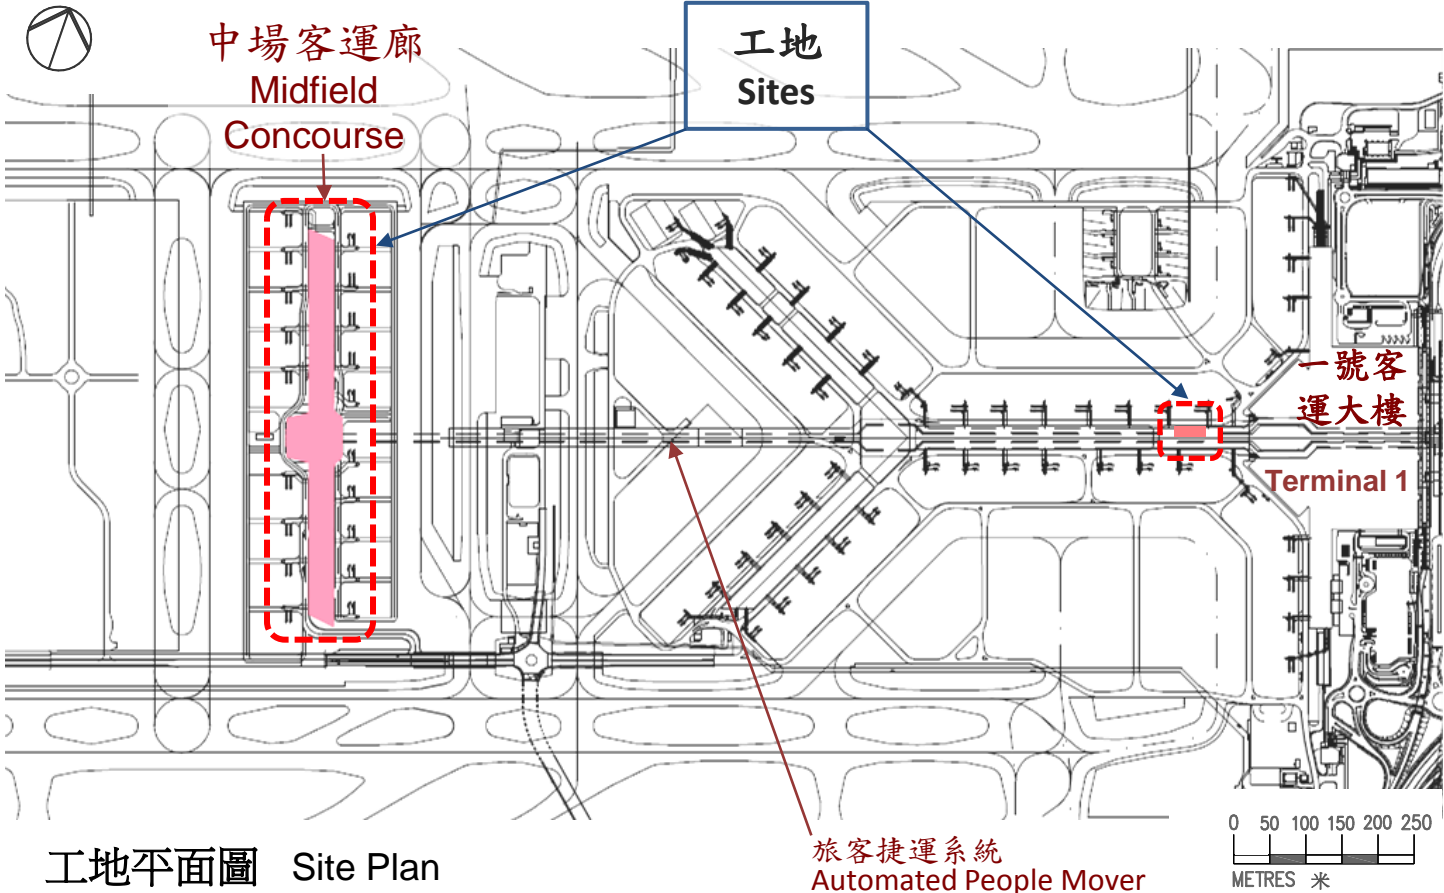 中場客運廊
Midfield
Concourse
工地
Sites
一號客
運大樓
Terminal 1
旅客捷運系統
Automated People Mover
工地平面圖 Site Plan
0 50 100 150 200 250
METRES 米